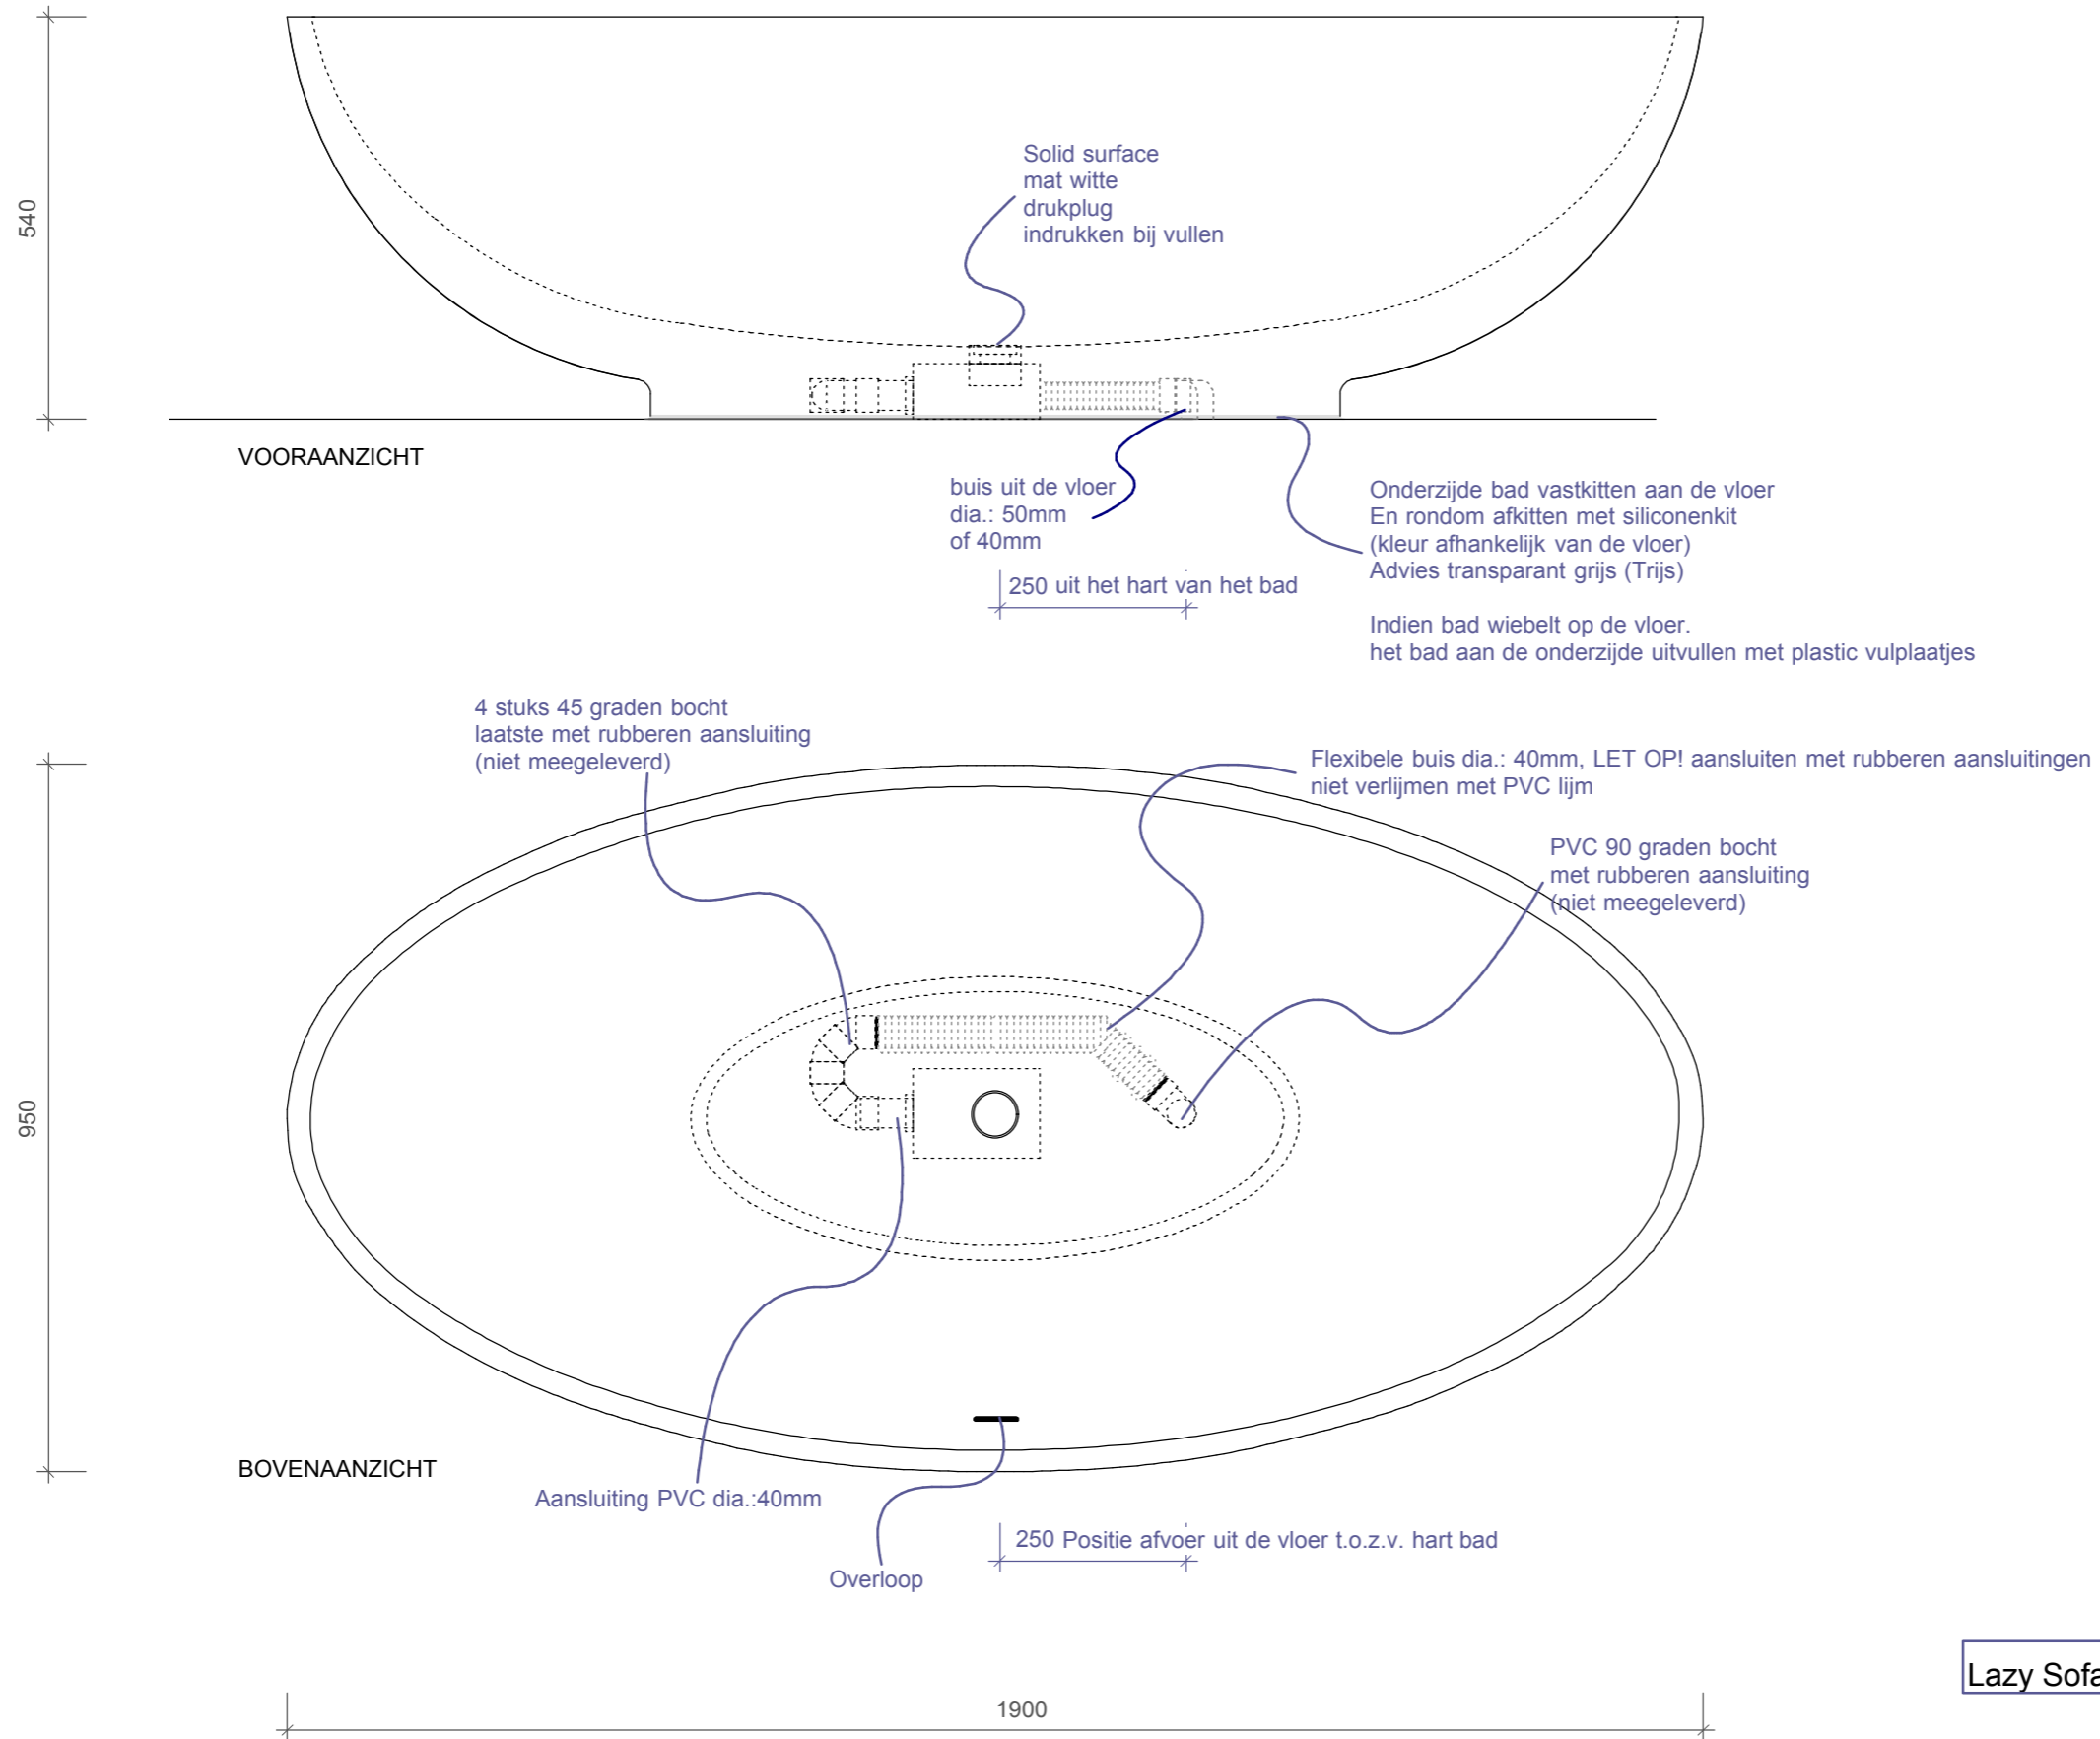 540
Solid surface
mat witte
drukplug
indrukken bij vullen
VOORAANZICHT
buis uit de vloer
dia.: 50mm
of 40mm
Onderzijde bad vastkitten aan de vloer
En rondom afkitten met siliconenkit
(kleur afhankelijk van de vloer)
Advies transparant grijs (Trijs)
250 uit het hart van het bad
Indien bad wiebelt op de vloer.
het bad aan de onderzijde uitvullen met plastic vulplaatjes
4 stuks 45 graden bocht
laatste met rubberen aansluiting
(niet meegeleverd)
Flexibele buis dia.: 40mm, LET OP! aansluiten met rubberen aansluitingen
niet verlijmen met PVC lijm
PVC 90 graden bocht
met rubberen aansluiting
(niet meegeleverd)
950
BOVENAANZICHT
Aansluiting PVC dia.:40mm
250 Positie afvoer uit de vloer t.o.z.v. hart bad
Overloop
Lazy Sofa
1900